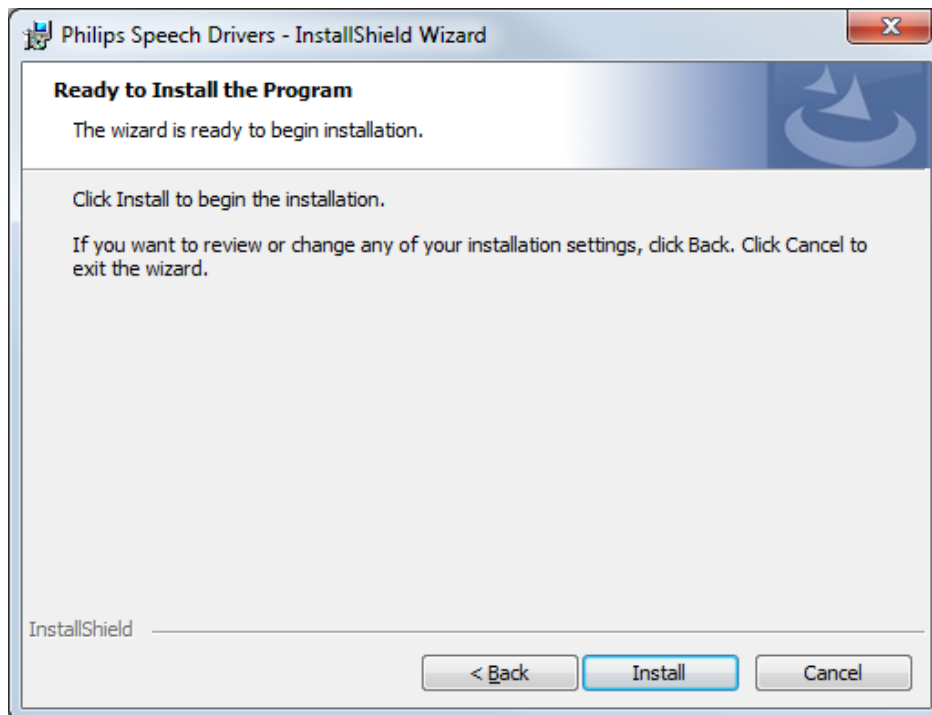 Philips Speech Drivers - InstallShield Wizard
Ready to Install the Program
The wizard is ready to begin installation.
Click Install to begin the installation.
If you want to review or change any of your installation settings, click Back. Click Cancel to
exit the wizard.
InstallShield
< Back
Install
Cancel